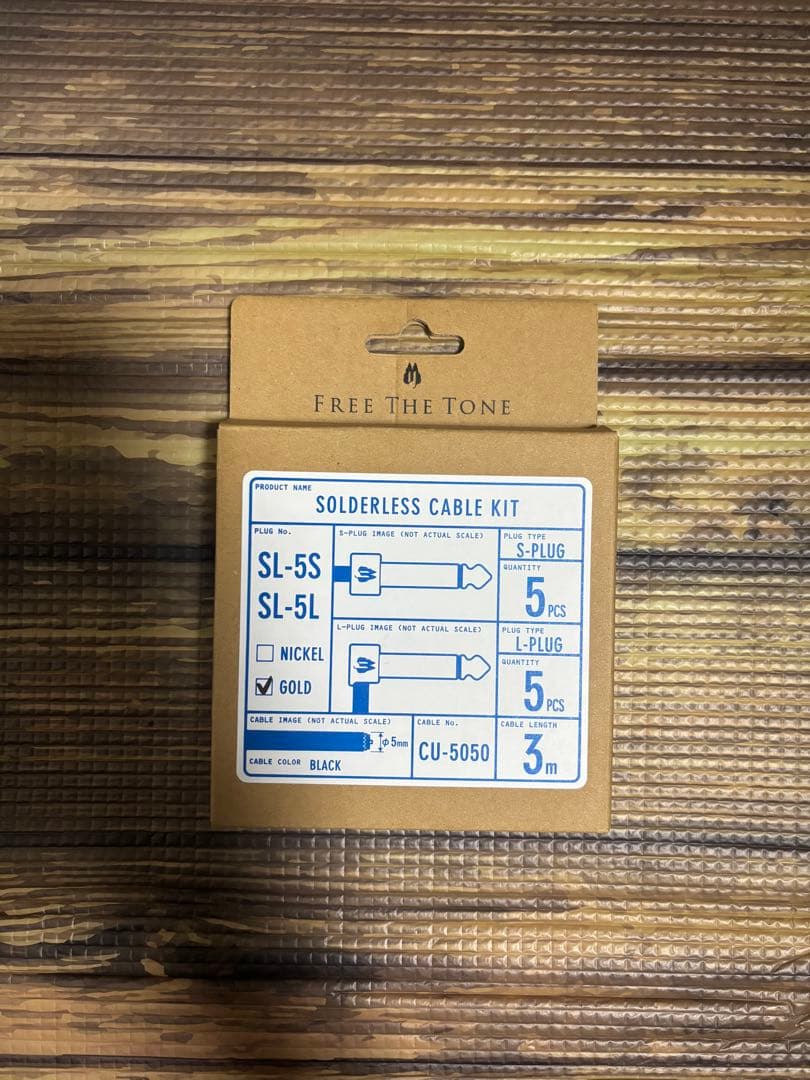 FREE THE TONE
PRODUCT NAME
SOLDERLESS CABLE KIT
PLUG No.
SL-5S
SL-5L
NICKEL
GOLD
S-PLUG IMAGE (NOT ACTUAL SCALE)
PLUG TYPE
S-PLUG
QUANTITY
5PCS
L-PLUG IMAGE (NOT ACTUAL SCALE)
PLUG TYPE
L-PLUG
QUANTITY
5PCS
CABLE IMAGE (NOT ACTUAL SCALE)
φ5mm
CABLE COLOR BLACK
CABLE No.
CU-5050
CABLE LENGTH
3m